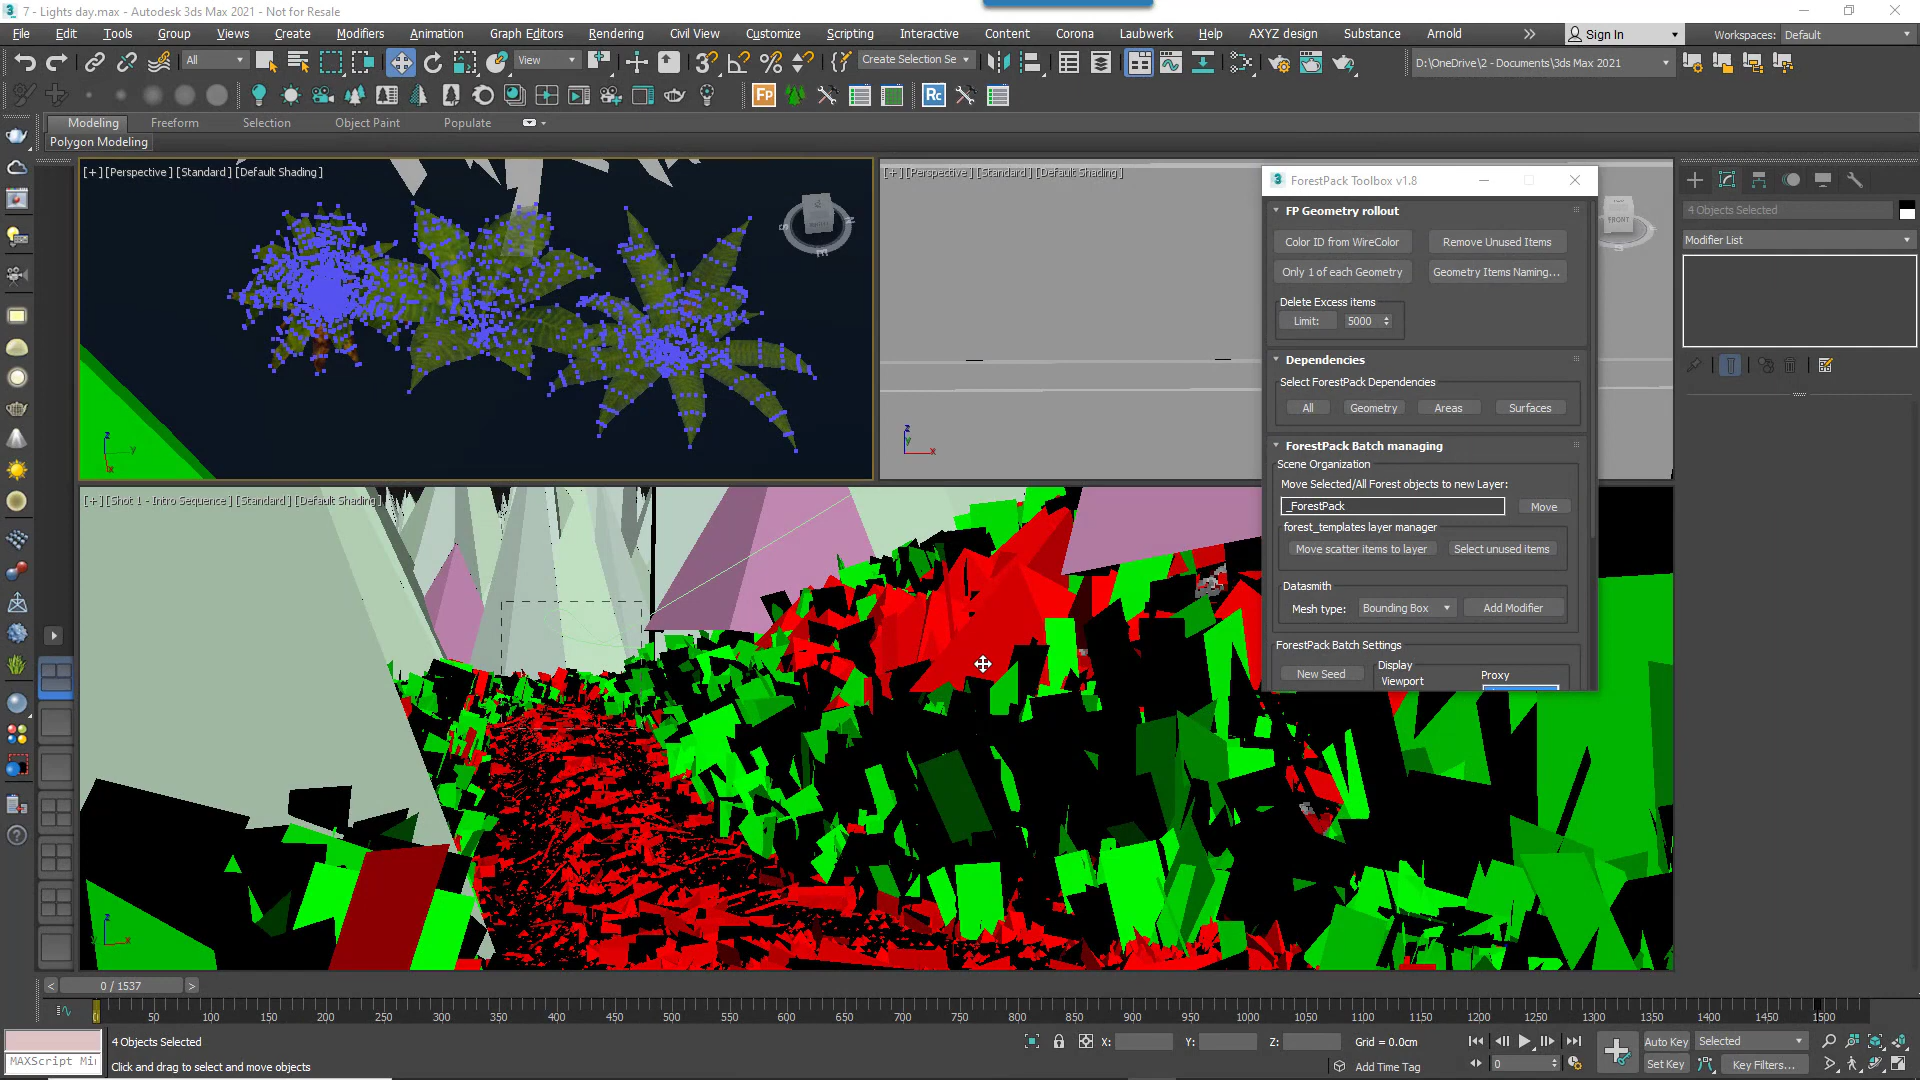 7 - Lights day.max - Autodesk 3ds Max 2021 - Not for Resale
File Edit Tools Group Views Create Modifiers Animation Graph Editors Rendering Civil View Customize Scripting Interactive Content Corona Laubwerk Help AXYZ design Substance Arnold Sign In Workspaces: Default
All View Create Selection Se D:\OneDrive\2 - Documents\3ds Max 2021
Fp Rc
Modeling Freeform Selection Object Paint Populate
Polygon Modeling
[+] [Perspective] [Standard] [Default Shading]
[+] [Perspective] [Standard] [Default Shading]
FRONT
ForestPack Toolbox v1.8
FP Geometry rollout
Color ID from WireColor Remove Unused Items
Only 1 of each Geometry Geometry Items Naming...
Delete Excess items
Limit: 5000
Dependencies
Select ForestPack Dependencies
All Geometry Areas Surfaces
ForestPack Batch managing
Scene Organization
Move Selected/All Forest objects to new Layer:
_ForestPack Move
forest_templates layer manager
Move scatter items to layer Select unused items
Datasmith
Mesh type: Bounding Box Add Modifier
ForestPack Batch Settings
New Seed Display
Viewport Proxy
4 Objects Selected
Modifier List
[+] [Shot 1 - Intro Sequence] [Standard] [Default Shading]
z y x
z y x
z x
< 0 / 1537 >
50 100 150 200 250 300 350 400 450 500 550 600 650 700 750 800 850 900 950 1000 1050 1100 1150 1200 1250 1300 1350 1400 1450 1500
4 Objects Selected X: Y: Z: Grid = 0.0cm Auto Key Selected
MAXScript Mi Click and drag to select and move objects Add Time Tag 0 Set Key Key Filters...